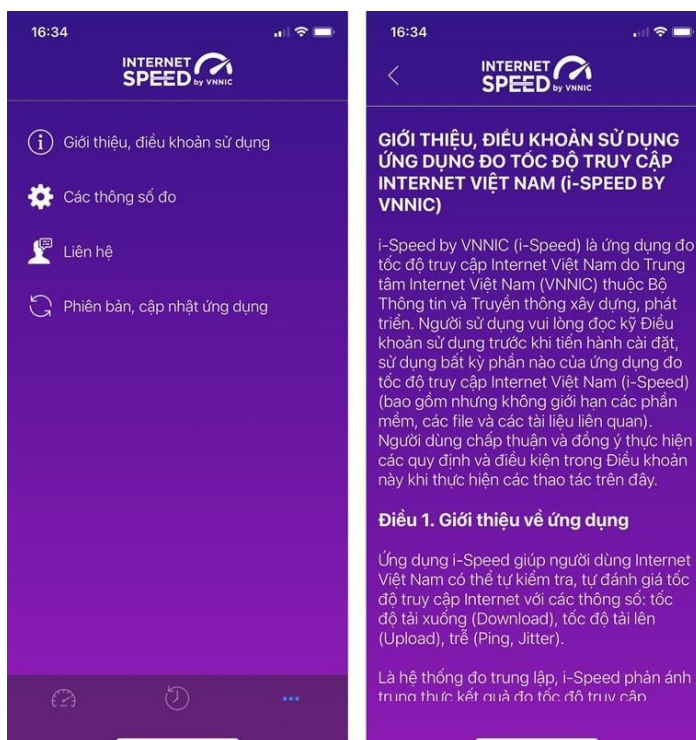 16:34
INTERNET
SPEED by VNNIC
Giới thiệu, điều khoản sử dụng
Các thông số đo
Liên hệ
Phiên bản, cập nhật ứng dụng
16:34
INTERNET
SPEED by VNNIC
GIỚI THIỆU, ĐIỀU KHOẢN SỬ DỤNG
ỨNG DỤNG ĐO TỐC ĐỘ TRUY CẬP
INTERNET VIỆT NAM (i-SPEED BY
VNNIC)
i-Speed by VNNIC (i-Speed) là ứng dụng đo
tốc độ truy cập Internet Việt Nam do Trung
tâm Internet Việt Nam (VNNIC) thuộc Bộ
Thông tin và Truyền thông xây dựng, phát
triển. Người sử dụng vui lòng đọc kỹ Điều
khoản sử dụng trước khi tiến hành cài đặt,
sử dụng bất kỳ phần nào của ứng dụng đo
tốc độ truy cập Internet Việt Nam (i-Speed)
(bao gồm nhưng không giới hạn các phần
mềm, các file và các tài liệu liên quan).
Người dùng chấp thuận và đồng ý thực hiện
các quy định và điều kiện trong Điều khoản
này khi thực hiện các thao tác trên đây.
Điều 1. Giới thiệu về ứng dụng
Ứng dụng i-Speed giúp người dùng Internet
Việt Nam có thể tự kiểm tra, tự đánh giá tốc
độ truy cập Internet với các thông số: tốc
độ tải xuống (Download), tốc độ tải lên
(Upload), trễ (Ping, Jitter).
Là hệ thống đo trung lập, i-Speed phản ánh
trung thực kết quả đo tốc độ truy cập